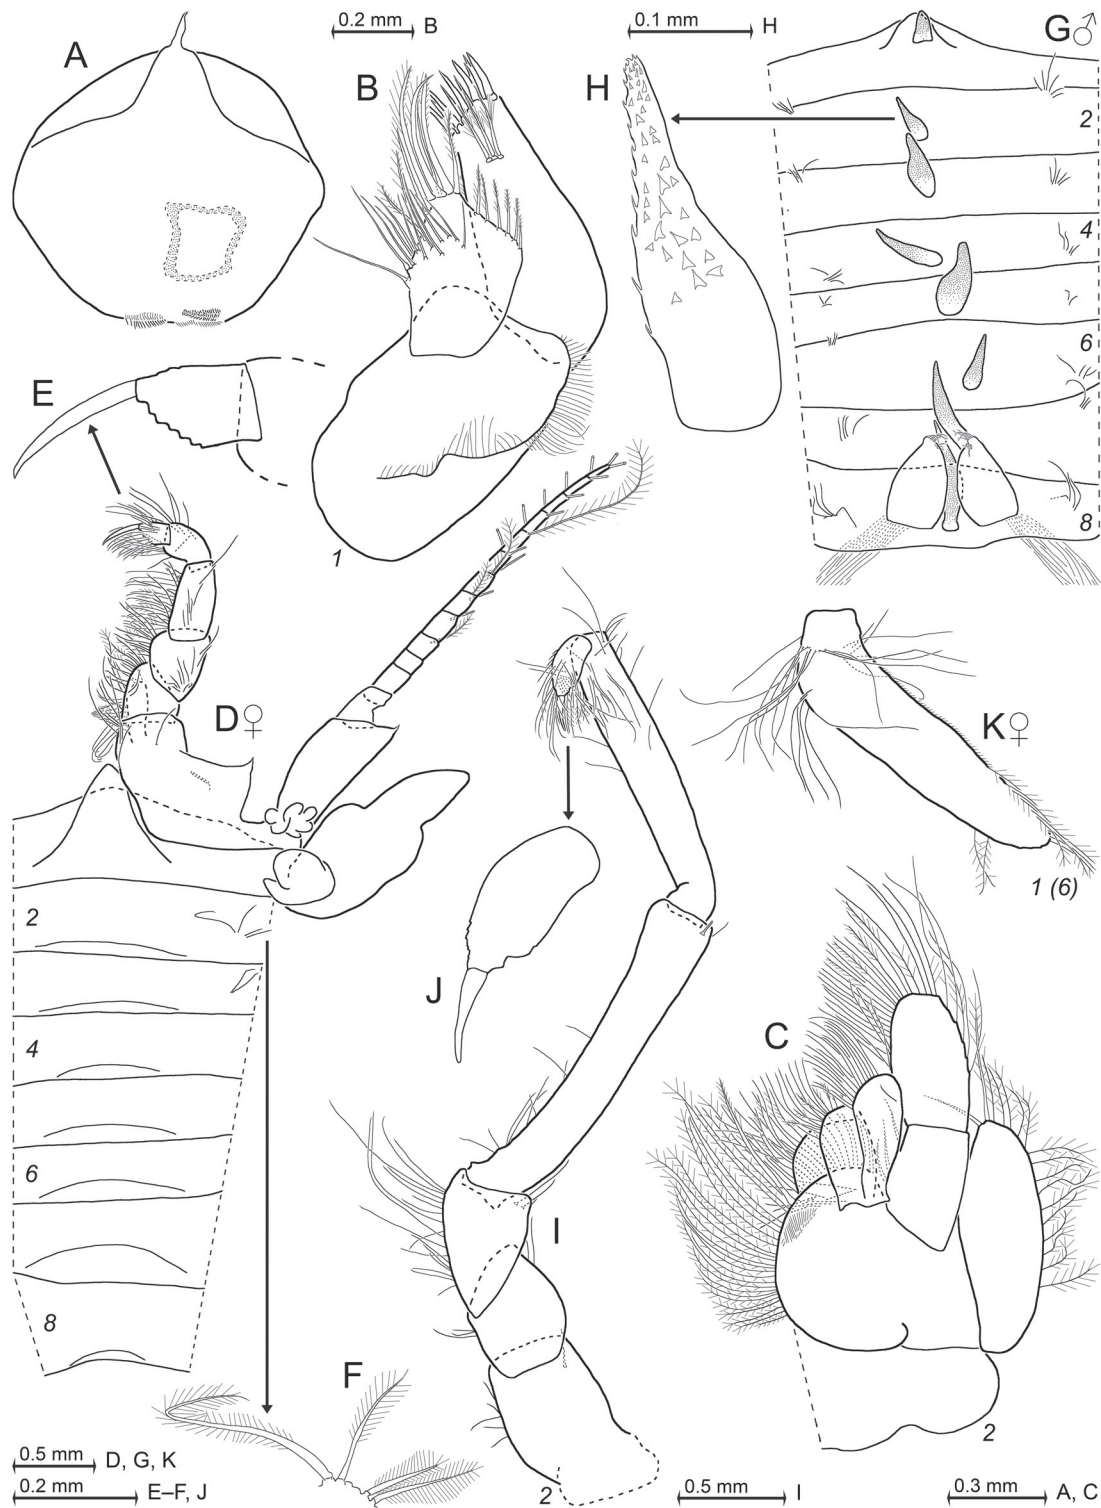 0.2 mm B
0.1 mm H
G♂
A
B
H
2
4
E
6
1
8
D♀
K♀
1 (6)
2
J
C
4
6
I
8
F
2
0.5 mm D, G, K
0.2 mm E–F, J
2
0.5 mm I
0.3 mm A, C